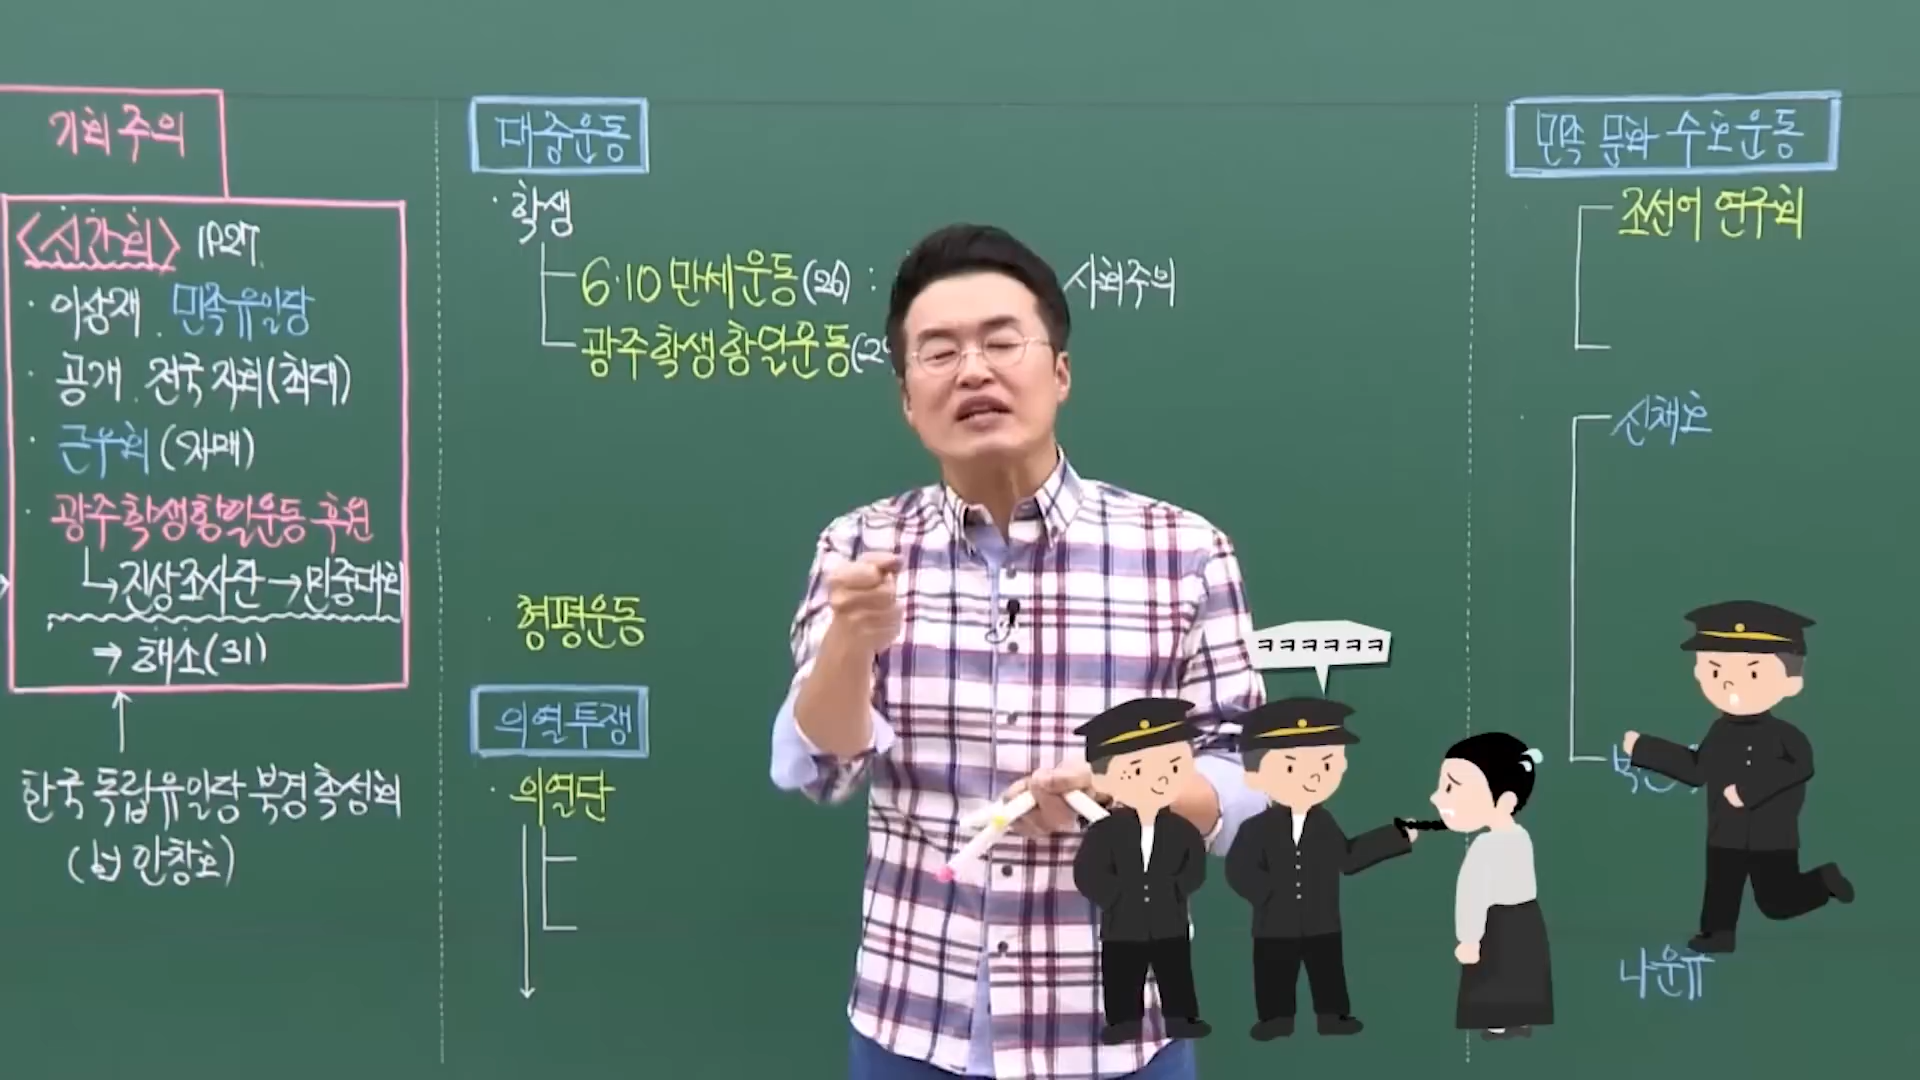 기회주의
<신간회> 1927.
· 이상재. 민족유일당
· 공개. 전국 지회(최대)
· 근우회 (자매)
· 광주학생항일운동 후원
↳ 진상조사단 → 민중대회
→ 해소(31)
한국 독립유일당 북경 촉성회
안창호)
대중운동
· 학생
6·10 만세운동(26) :
사회주의
광주학생항일운동(2
· 형평운동
의열투쟁
· 의열단
민족 문화 수호운동
조선어 연구회
신채호
나운규
ㅋㅋㅋㅋㅋㅋ